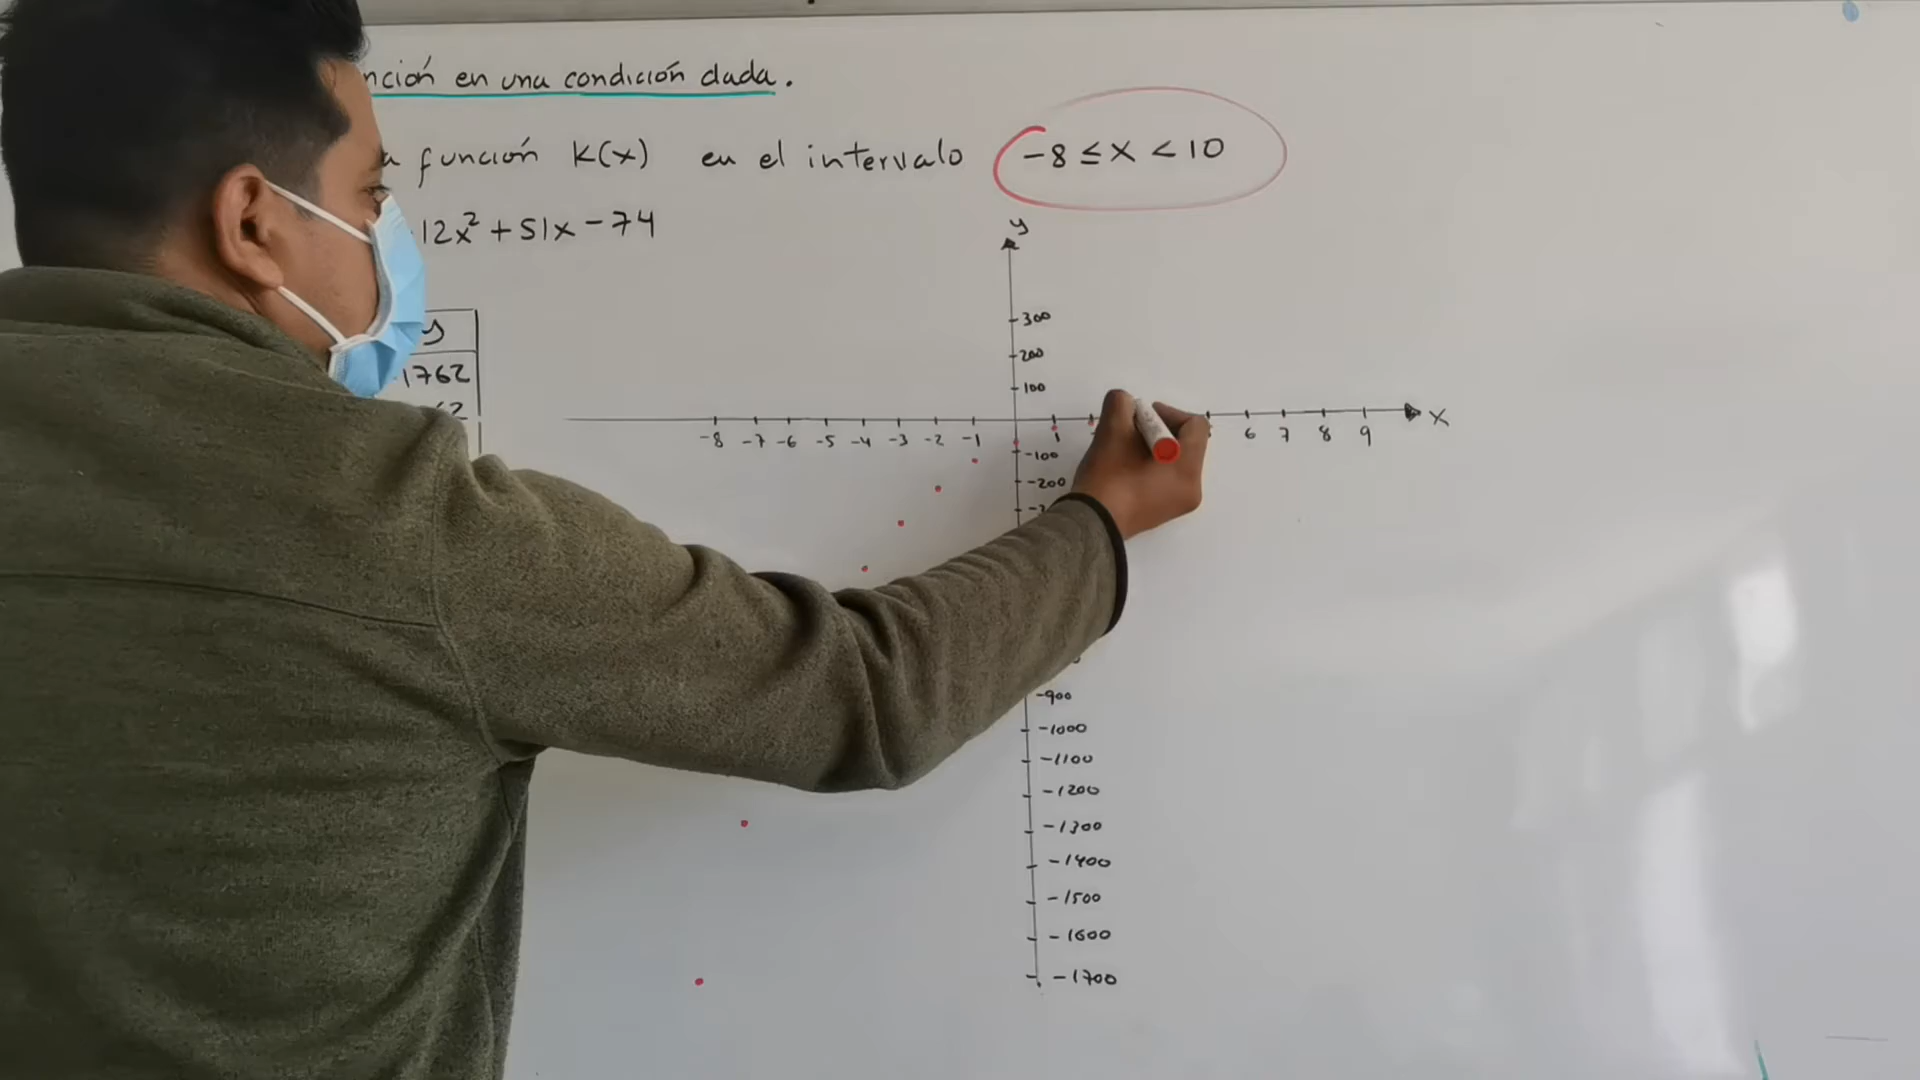 nción en una condición dada.
a función K(x) en el intervalo -8 ≤ x < 10
12x² + 51x - 74
y
y
300
1762
200
100
-8 -7 -6 -5 -4 -3 -2 -1 1 6 7 8 9 x
-100
-200
-900
-1000
-1100
-1200
-1300
-1400
-1500
-1600
-1700